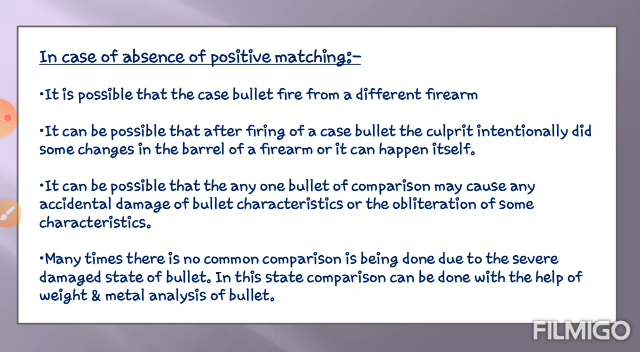 In case of absence of positive matching:-
•It is possible that the case bullet fire from a different firearm
•It can be possible that after firing of a case bullet the culprit intentionally did
some changes in the barrel of a firearm or it can happen itself.
•It can be possible that the any one bullet of comparison may cause any
accidental damage of bullet characteristics or the obliteration of some
characteristics.
•Many times there is no common comparison is being done due to the severe
damaged state of bullet. In this state comparison can be done with the help of
weight & metal analysis of bullet.
FILMIGO